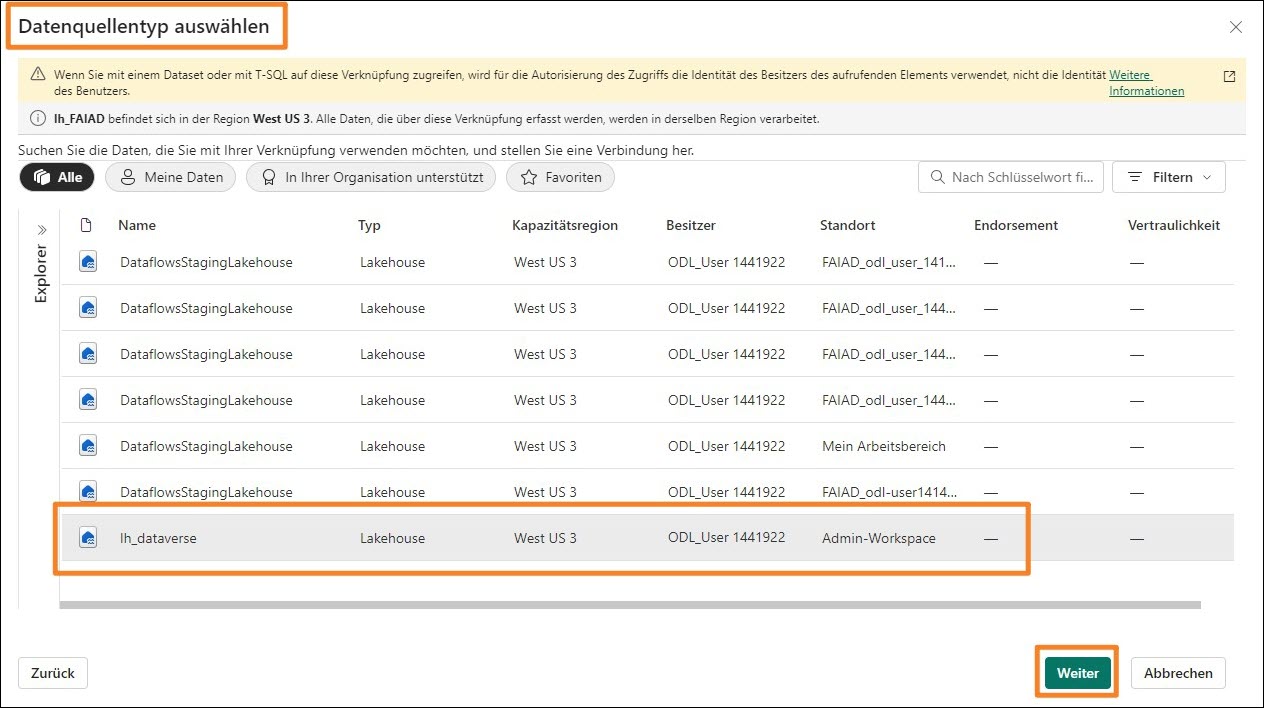 Datenquellentyp auswählen
Wenn Sie mit einem Dataset oder mit T-SQL auf diese Verknüpfung zugreifen, wird für die Autorisierung des Zugriffs die Identität des Besitzers des aufrufenden Elements verwendet, nicht die Identität Weitere
des Benutzers. Informationen
lh_FAIAD befindet sich in der Region West US 3. Alle Daten, die über diese Verknüpfung erfasst werden, werden in derselben Region verarbeitet.
Suchen Sie die Daten, die Sie mit Ihrer Verknüpfung verwenden möchten, und stellen Sie eine Verbindung her.
Alle Meine Daten In Ihrer Organisation unterstützt Favoriten Nach Schlüsselwort fi... Filtern
Explorer
Name Typ Kapazitätsregion Besitzer Standort Endorsement Vertraulichkeit
DataflowsStagingLakehouse Lakehouse West US 3 ODL_User 1441922 FAIAD_odl_user_141... — —
DataflowsStagingLakehouse Lakehouse West US 3 ODL_User 1441922 FAIAD_odl_user_144... — —
DataflowsStagingLakehouse Lakehouse West US 3 ODL_User 1441922 FAIAD_odl_user_144... — —
DataflowsStagingLakehouse Lakehouse West US 3 ODL_User 1441922 FAIAD_odl_user_144... — —
DataflowsStagingLakehouse Lakehouse West US 3 ODL_User 1441922 Mein Arbeitsbereich — —
DataflowsStagingLakehouse Lakehouse West US 3 ODL_User 1441922 FAIAD_odl-user1414... — —
lh_dataverse Lakehouse West US 3 ODL_User 1441922 Admin-Workspace — —
Zurück Weiter Abbrechen